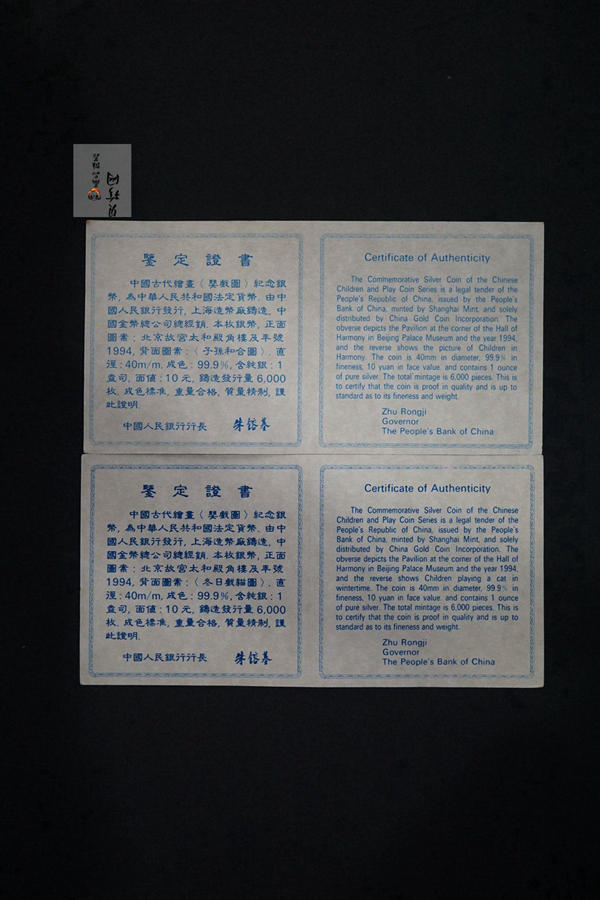 鑒定證書
中國古代繪畫〈嬰戲圖〉紀念銀
幣,為中華人民共和國法定貨幣.由中
國人民銀行發行,上海造幣廠鑄造,中
國金幣總公司總經銷.本枚銀幣,正面
圖案:北京故宮太和殿角樓及年號
1994,背面圖案:〈子孫和合圖〉.直
徑:40m/m,成色:99.9%,含純銀:1
盎司,面值:10元,鑄造發行量6,000
枚.成色標准,重量合格,質量精制,謹
此證明.
中國人民銀行行長 朱鎔基
Certificate of Authenticity
The Commemorative Silver Coin of the Chinese
Children and Play Coin Series is a legal tender of the
People's Republic of China, issued by the People's
Bank of China, minted by Shanghai Mint, and solely
distributed by China Gold Coin Incorporation. The
obverse depicts the Pavilion at the corner of the Hall of
Harmony in Beijing Palace Museum and the year 1994,
and the reverse shows the picture of Children in
Harmony. The coin is 40mm in diameter, 99.9% in
fineness, 10 yuan in face value, and contains 1 ounce
of pure silver. The total mintage is 6,000 pieces. This is
to certify that the coin is proof in quality and is up to
standard as to its fineness and weight.
Zhu Rongji
Governor
The People's Bank of China
鑒定證書
中國古代繪畫〈嬰戲圖〉紀念銀
幣,為中華人民共和國法定貨幣.由中
國人民銀行發行,上海造幣廠鑄造,中
國金幣總公司總經銷.本枚銀幣,正面
圖案:北京故宮太和殿角樓及年號
1994,背面圖案:〈冬日戲貓圖〉.直
徑:40m/m,成色:99.9%,含純銀:1
盎司,面值:10元,鑄造發行量6,000
枚.成色標准,重量合格,質量精制,謹
此證明.
中國人民銀行行長 朱鎔基
Certificate of Authenticity
The Commemorative Silver Coin of the Chinese
Children and Play Coin Series is a legal tender of the
People's Republic of China, issued by the People's
Bank of China, minted by Shanghai Mint, and solely
distributed by China Gold Coin Incorporation. The
obverse depicts the Pavilion at the corner of the Hall of
Harmony in Beijing Palace Museum and the year 1994,
and the reverse shows Children playing a cat in
wintertime. The coin is 40mm in diameter, 99.9% in
fineness, 10 yuan in face value, and contains 1 ounce
of pure silver. The total mintage is 6,000 pieces. This is
to certify that the coin is proof in quality and is up to
standard as to its fineness and weight.
Zhu Rongji
Governor
The People's Bank of China